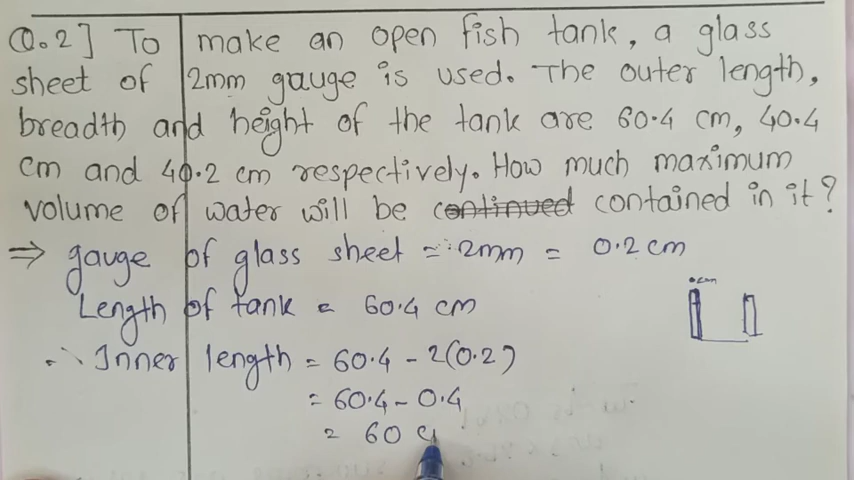 Q.2] To make an open fish tank, a glass
sheet of 2mm gauge is used. The outer length,
breadth and height of the tank are 60.4 cm, 40.4
cm and 40.2 cm respectively. How much maximum
volume of water will be continued contained in it?
⇒ gauge of glass sheet = 2mm = 0.2 cm
Length of tank = 60.4 cm
∴ Inner length = 60.4 - 2(0.2)
= 60.4 - 0.4
= 60 c